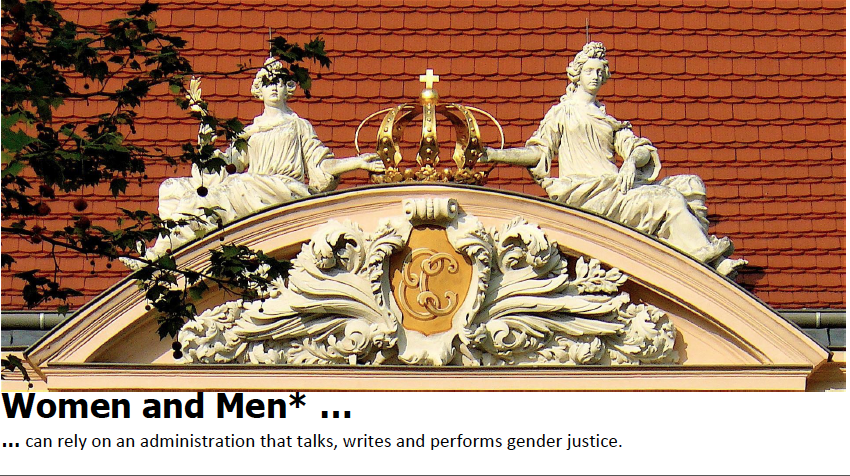 Women and Men* ...
... can rely on an administration that talks, writes and performs gender justice.